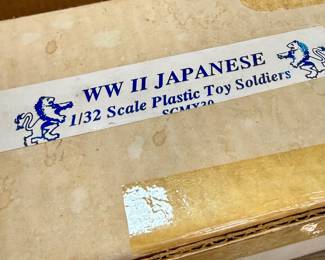 WW II JAPANESE
1/32 Scale Plastic Toy Soldiers